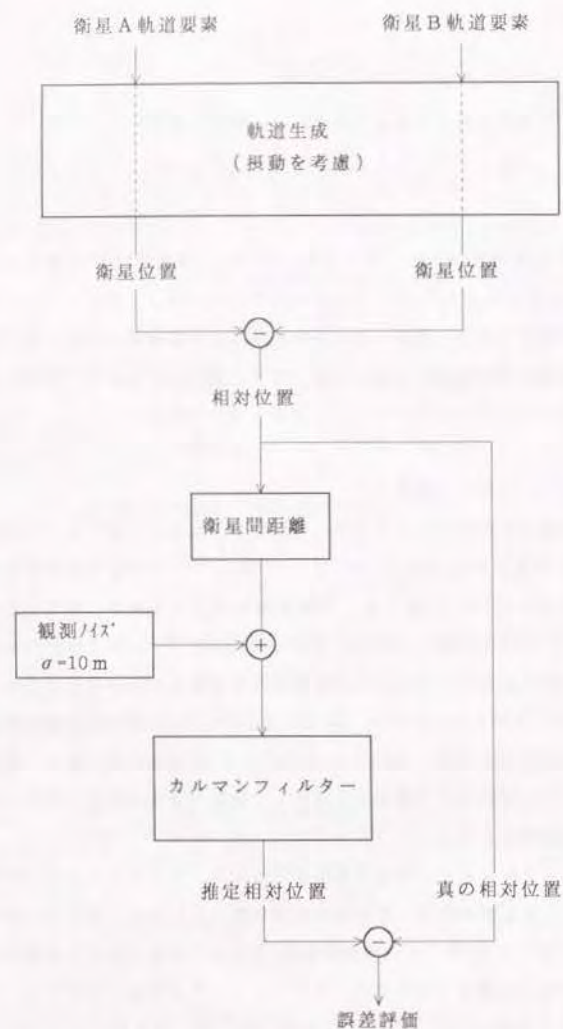 衛星A軌道要素
衛星B軌道要素
軌道生成
(摂動を考慮)
衛星位置
衛星位置
−
相対位置
衛星間距離
観測ノイズ
σ=10m
+
カルマンフィルター
推定相対位置
真の相対位置
−
誤差評価